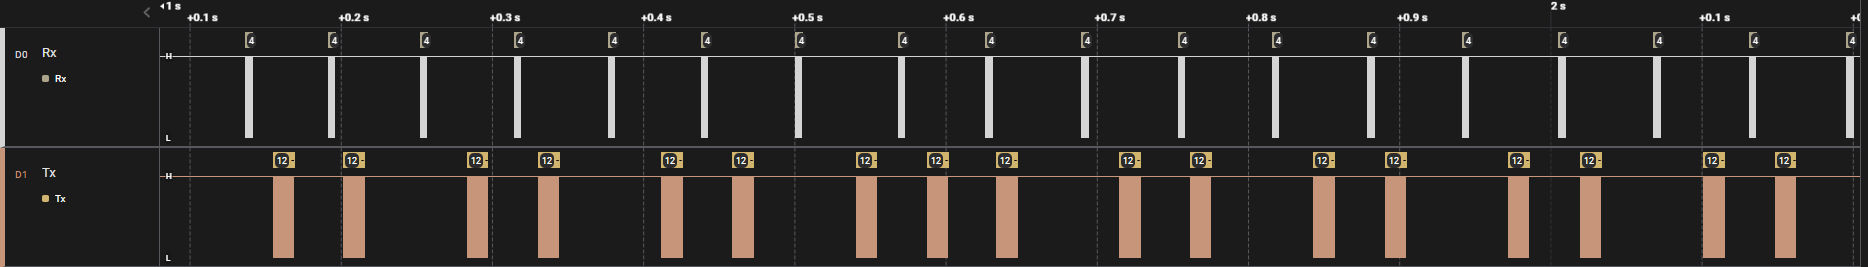 1 s
+0.1 s +0.2 s +0.3 s +0.4 s +0.5 s +0.6 s +0.7 s +0.8 s +0.9 s 2 s +0.1 s +0
D0 Rx
Rx
4 4 4 4 4 4 4 4 4 4 4 4 4 4 4 4 4 4
H
L
D1 Tx
Tx
12 - 12 - 12 - 12 - 12 - 12 - 12 - 12 - 12 - 12 - 12 - 12 - 12 - 12 - 12 - 12 - 12 -
H
L